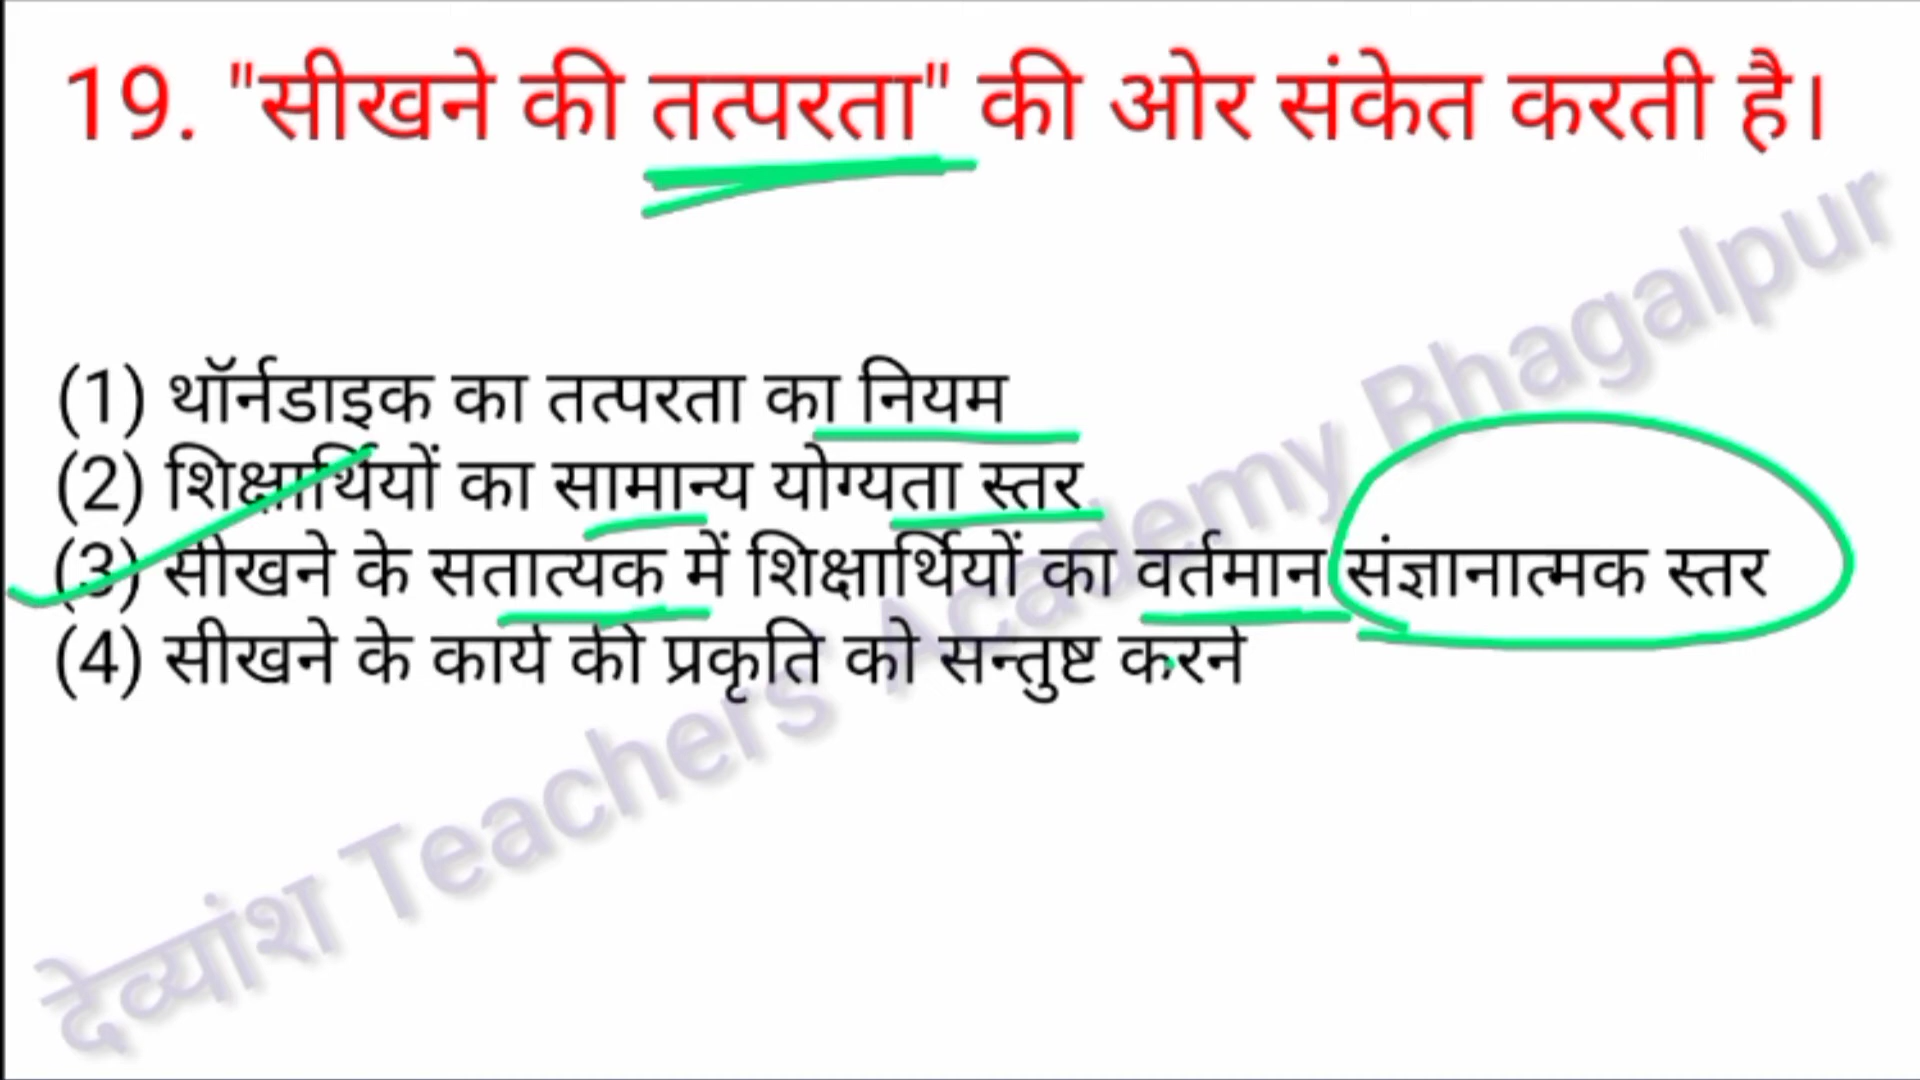 19. "सीखने की तत्परता" की ओर संकेत करती है।
(1) थॉर्नडाइक का तत्परता का नियम
(2) शिक्षार्थियों का सामान्य योग्यता स्तर
(3) सीखने के सतात्यक में शिक्षार्थियों का वर्तमान संज्ञानात्मक स्तर
(4) सीखने के कार्य की प्रकृति को सन्तुष्ट करने
देव्यांश Teachers Academy Bhagalpur